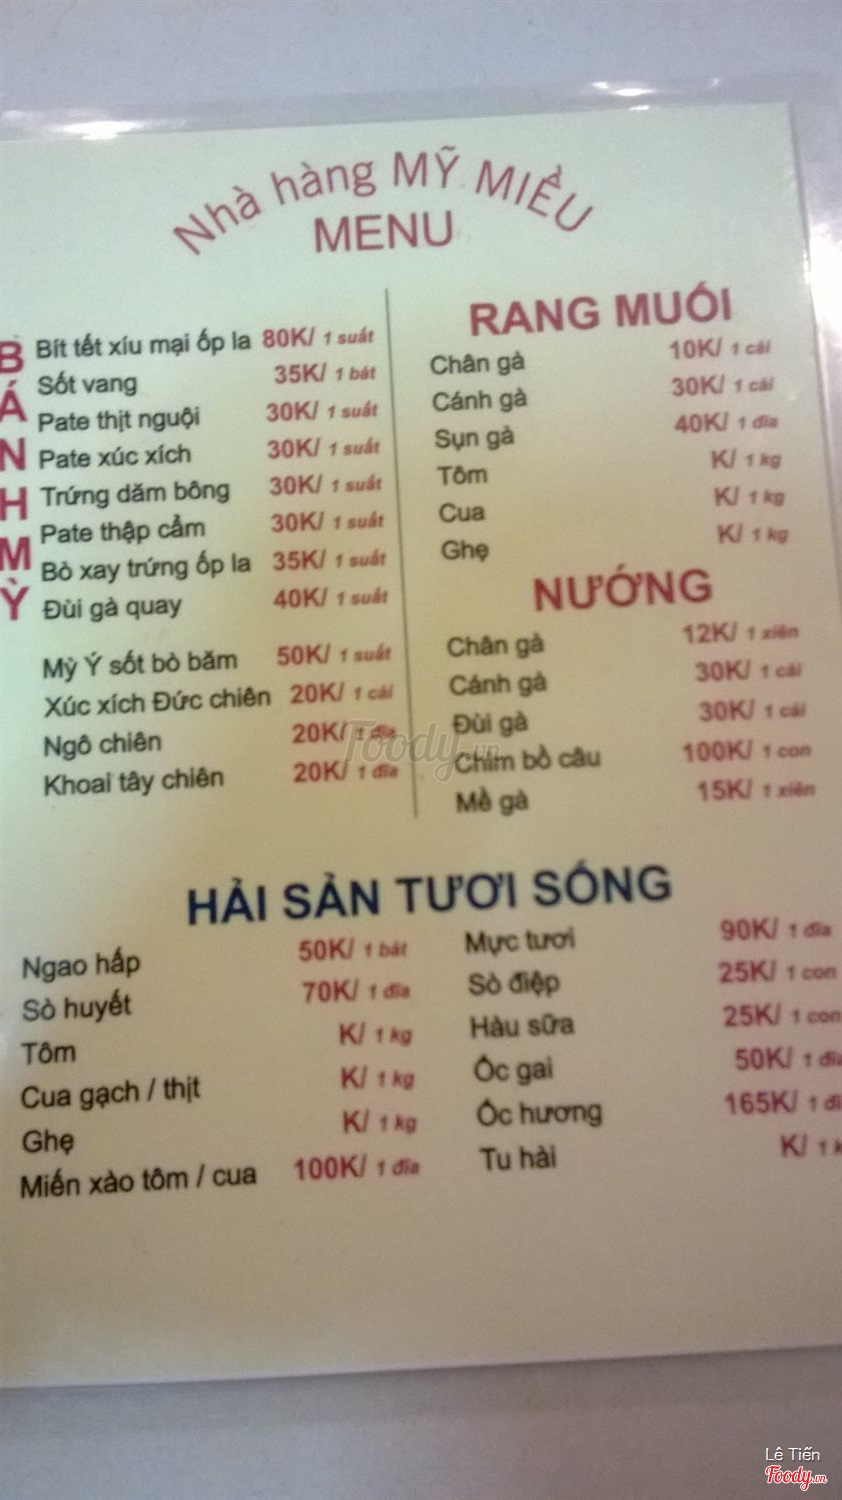 Nhà hàng MỸ MIỀU
MENU
BÁNH MỲ
Bít tết xíu mại ốp la 80K/ 1 suất
Sốt vang 35K/ 1 bát
Pate thịt nguội 30K/ 1 suất
Pate xúc xích 30K/ 1 suất
Trứng dăm bông 30K/ 1 suất
Pate thập cẩm 30K/ 1 suất
Bò xay trứng ốp la 35K/ 1 suất
Đùi gà quay 40K/ 1 suất
Mỳ Ý sốt bò băm 50K/ 1 suất
Xúc xích Đức chiên 20K/ 1 cái
Ngô chiên 20K/ 1 đĩa
Khoai tây chiên 20K/ 1 đĩa
RANG MUỐI
Chân gà 10K/ 1 cái
Cánh gà 30K/ 1 cái
Sụn gà 40K/ 1 đĩa
Tôm K/ 1 kg
Cua K/ 1 kg
Ghẹ K/ 1 kg
NƯỚNG
Chân gà 12K/ 1 xiên
Cánh gà 30K/ 1 cái
Đùi gà 30K/ 1 cái
Chim bồ câu 100K/ 1 con
Mề gà 15K/ 1 xiên
Foody.vn
HẢI SẢN TƯƠI SỐNG
Ngao hấp 50K/ 1 bát
Sò huyết 70K/ 1 đĩa
Tôm K/ 1 kg
Cua gạch / thịt K/ 1 kg
Ghẹ K/ 1 kg
Miến xào tôm / cua 100K/ 1 đĩa
Mực tươi 90K/ 1 đĩa
Sò điệp 25K/ 1 con
Hàu sữa 25K/ 1 con
Ốc gai 50K/ 1 đĩa
Ốc hương 165K/ 1 đĩ
Tu hài K/ 1 k
Lê Tiến
Foody.vn